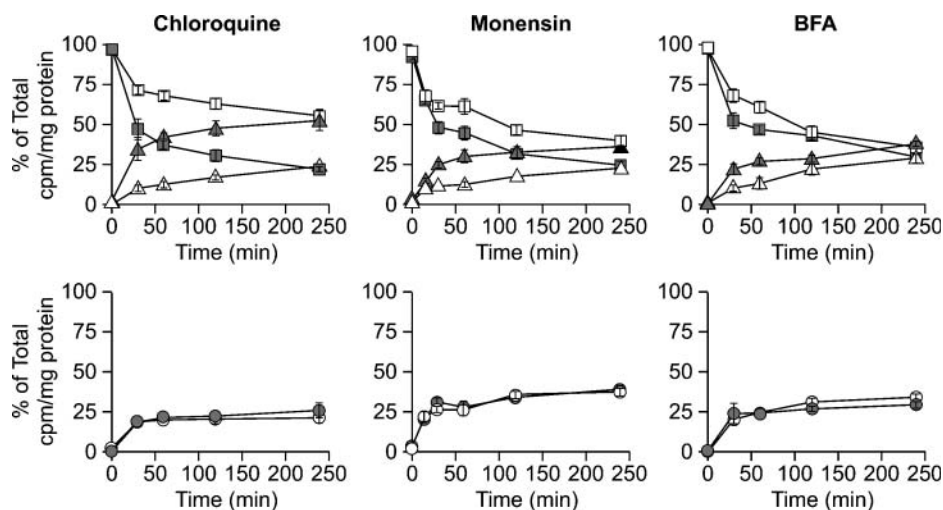 Chloroquine Monensin BFA
% of Total
cpm/mg protein
100 100 100
75 75 75
50 50 50
25 25 25
0 0 0
0 50 100 150 200 250 0 50 100 150 200 250 0 50 100 150 200 250
Time (min) Time (min) Time (min)
% of Total
cpm/mg protein
100 100 100
75 75 75
50 50 50
25 25 25
0 0 0
0 50 100 150 200 250 0 50 100 150 200 250 0 50 100 150 200 250
Time (min) Time (min) Time (min)